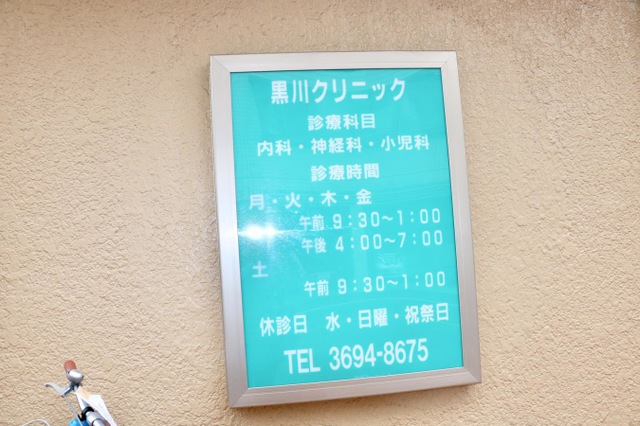 黒川クリニック
診療科目
内科・神経科・小児科
診療時間
月・火・木・金
午前 9：30〜1：00
午後 4：00〜7：00
土
午前 9：30〜1：00
休診日 水・日曜・祝祭日
TEL 3694-8675